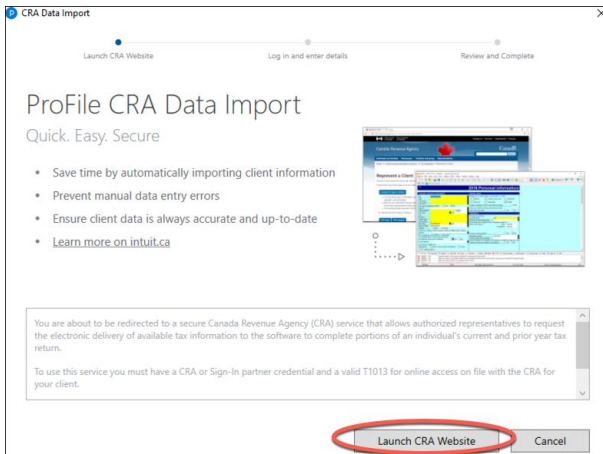 CRA Data Import
Launch CRA Website
Log in and enter details
Review and Complete
ProFile CRA Data Import
Quick. Easy. Secure
Save time by automatically importing client information
Prevent manual data entry errors
Ensure client data is always accurate and up-to-date
Learn more on intuit.ca
Canada Revenue Agency
Canada
Represent a Client
You are about to be redirected to a secure Canada Revenue Agency (CRA) service that allows authorized representatives to request
the electronic delivery of available tax information to the software to complete portions of an individual's current and prior year tax
return.
To use this service you must have a CRA or Sign-In partner credential and a valid T1013 for online access on file with the CRA for
your client.
Launch CRA Website
Cancel